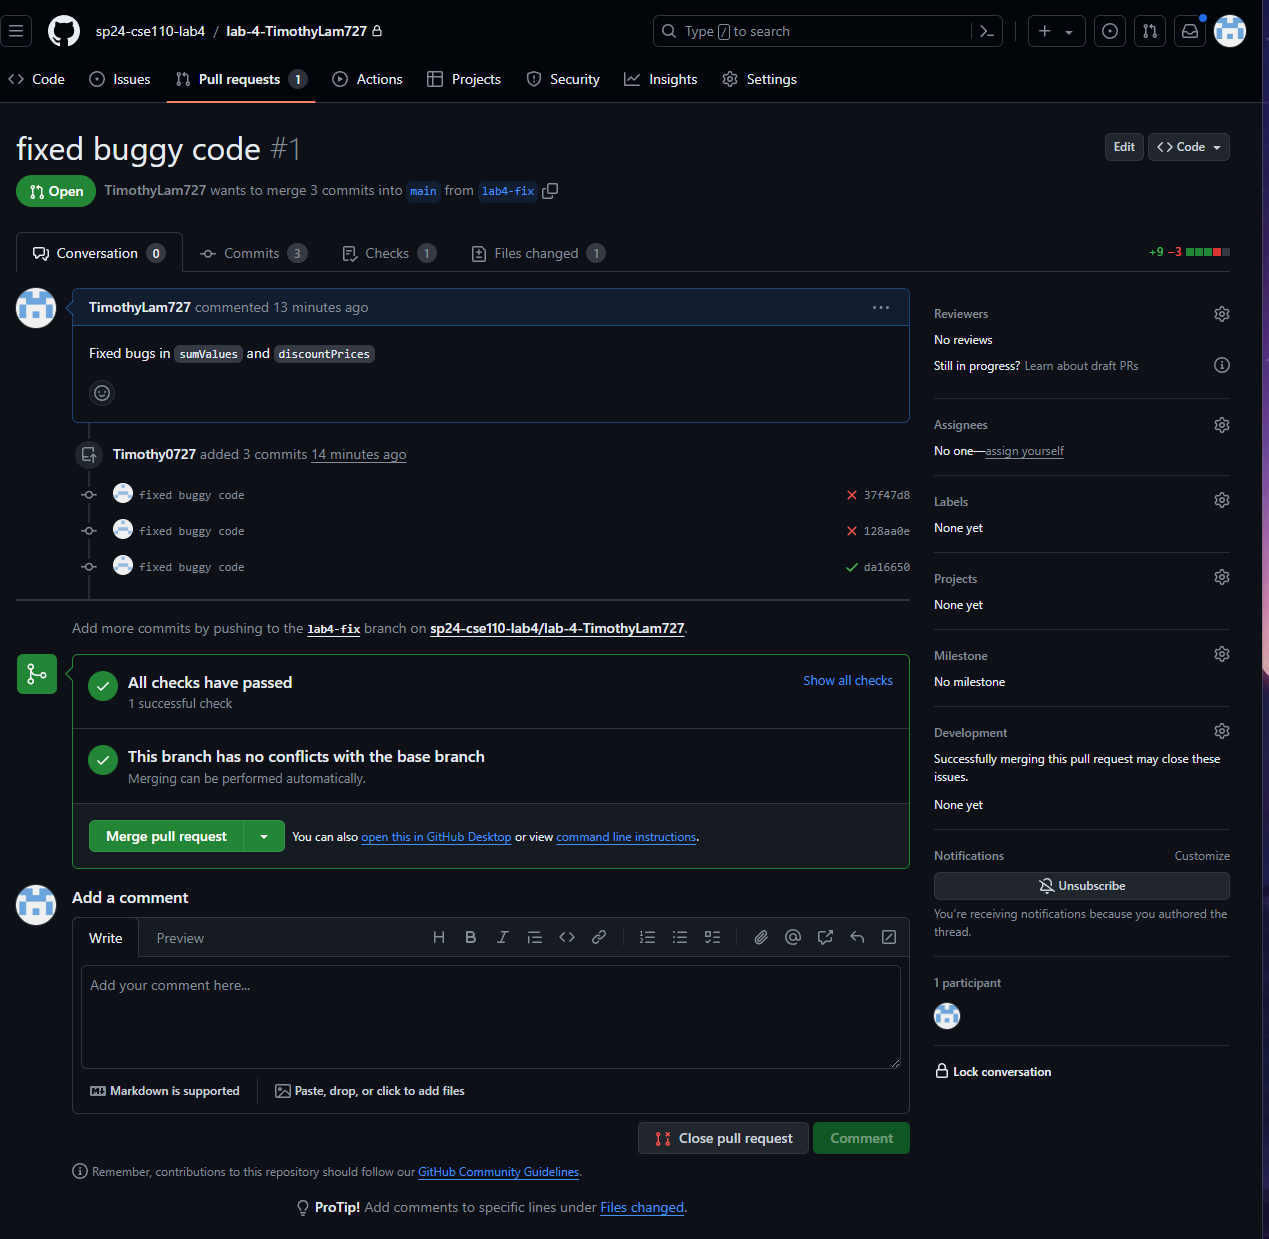 sp24-cse110-lab4 / lab-4-TimothyLam727
Type / to search
Code Issues Pull requests 1 Actions Projects Security Insights Settings
fixed buggy code #1
Edit <> Code
Open TimothyLam727 wants to merge 3 commits into main from lab4-fix
Conversation 0 Commits 3 Checks 1 Files changed 1 +9 −3
TimothyLam727 commented 13 minutes ago
Fixed bugs in sumValues and discountPrices
Timothy0727 added 3 commits 14 minutes ago
fixed buggy code 37f47d8
fixed buggy code 128aa0e
fixed buggy code da16650
Add more commits by pushing to the lab4-fix branch on sp24-cse110-lab4/lab-4-TimothyLam727.
All checks have passed
1 successful check
Show all checks
This branch has no conflicts with the base branch
Merging can be performed automatically.
Merge pull request You can also open this in GitHub Desktop or view command line instructions.
Add a comment
Write Preview
Add your comment here...
Markdown is supported Paste, drop, or click to add files
Close pull request Comment
Remember, contributions to this repository should follow our GitHub Community Guidelines.
ProTip! Add comments to specific lines under Files changed.
Reviewers
No reviews
Still in progress? Learn about draft PRs
Assignees
No one—assign yourself
Labels
None yet
Projects
None yet
Milestone
No milestone
Development
Successfully merging this pull request may close these
issues.
None yet
Notifications Customize
Unsubscribe
You're receiving notifications because you authored the
thread.
1 participant
Lock conversation